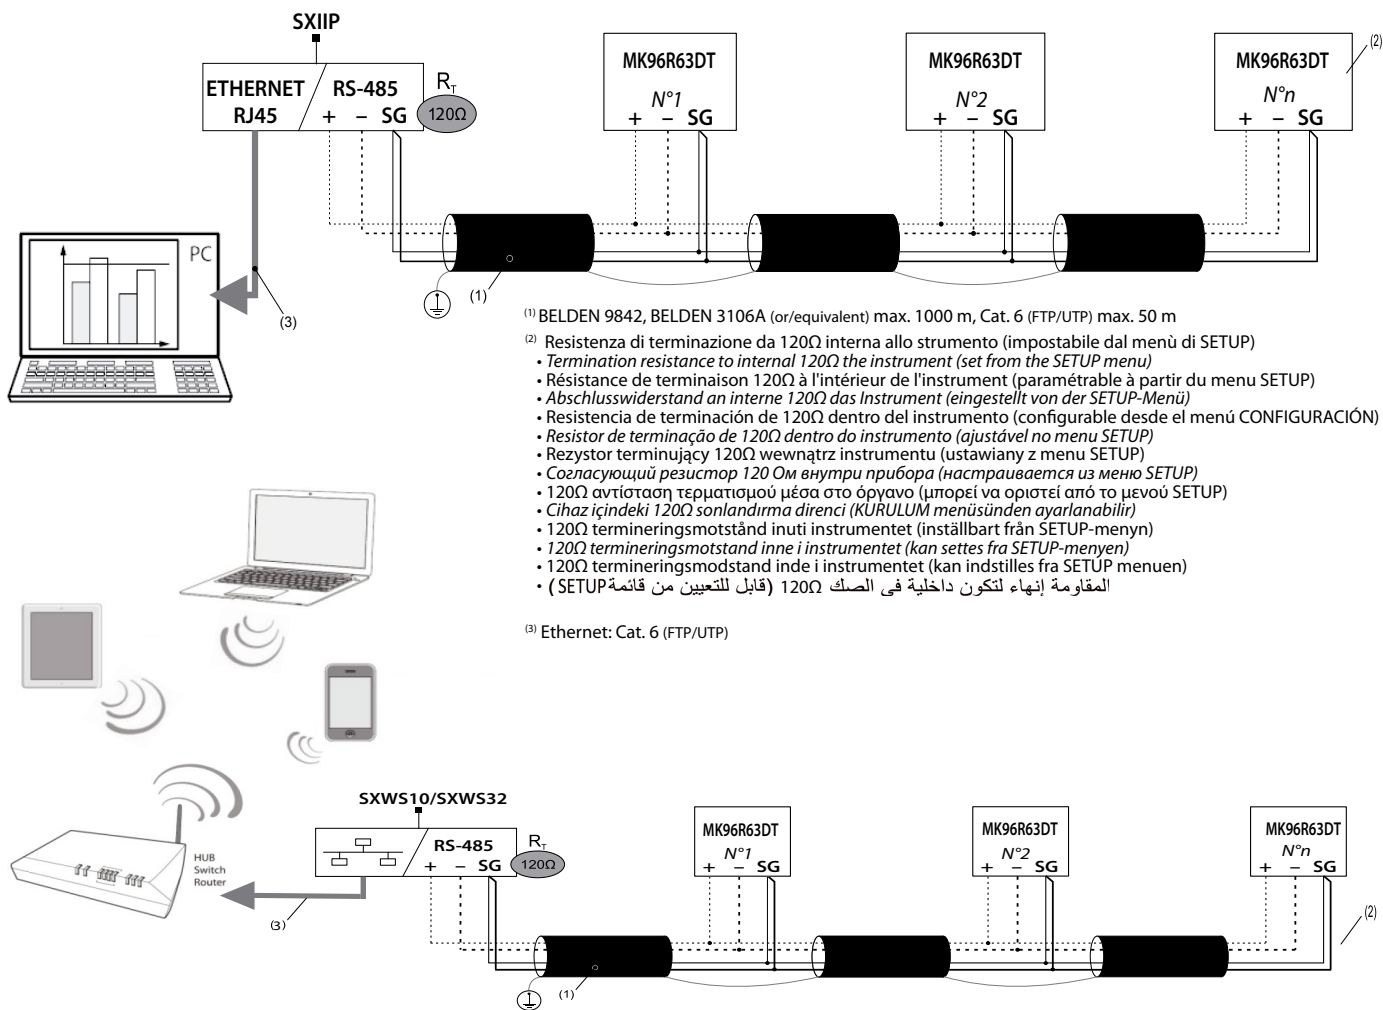 SXIIP
ETHERNET
RJ45
RS-485
+ – SG
RT
120Ω
MK96R63DT
N°1
+ – SG
MK96R63DT
N°2
+ – SG
MK96R63DT
N°n
+ – SG
(2)
PC
(3)
(1)
(1) BELDEN 9842, BELDEN 3106A (or/equivalent) max. 1000 m, Cat. 6 (FTP/UTP) max. 50 m
(2) Resistenza di terminazione da 120Ω interna allo strumento (impostabile dal menù di SETUP)
• Termination resistance to internal 120Ω the instrument (set from the SETUP menu)
• Résistance de terminaison 120Ω à l'intérieur de l'instrument (paramétrable à partir du menu SETUP)
• Abschlusswiderstand an interne 120Ω das Instrument (eingestellt von der SETUP-Menü)
• Resistencia de terminación de 120Ω dentro del instrumento (configurable desde el menú CONFIGURACIÓN)
• Resistor de terminação de 120Ω dentro do instrumento (ajustável no menu SETUP)
• Rezystor terminujący 120Ω wewnątrz instrumentu (ustawiany z menu SETUP)
• Согласующий резистор 120 Ом внутри прибора (настраивается из меню SETUP)
• 120Ω αντίσταση τερματισμού μέσα στο όργανο (μπορεί να οριστεί από το μενού SETUP)
• Cihaz içindeki 120Ω sonlandırma direnci (KURULUM menüsünden ayarlanabilir)
• 120Ω termineringsmotstånd inuti instrumentet (inställbart från SETUP-menyn)
• 120Ω termineringsmotstand inne i instrumentet (kan settes fra SETUP-menyen)
• 120Ω termineringsmodstand inde i instrumentet (kan indstilles fra SETUP menuen)
• المقاومة إنهاء لتكون داخلية فى الصك 120Ω (قابل للتعيين من قائمة SETUP)
(3) Ethernet: Cat. 6 (FTP/UTP)
HUB
Switch
Router
(3)
SXWS10/SXWS32
RS-485
+ – SG
RT
120Ω
MK96R63DT
N°1
+ – SG
MK96R63DT
N°2
+ – SG
MK96R63DT
N°n
+ – SG
(2)
(1)